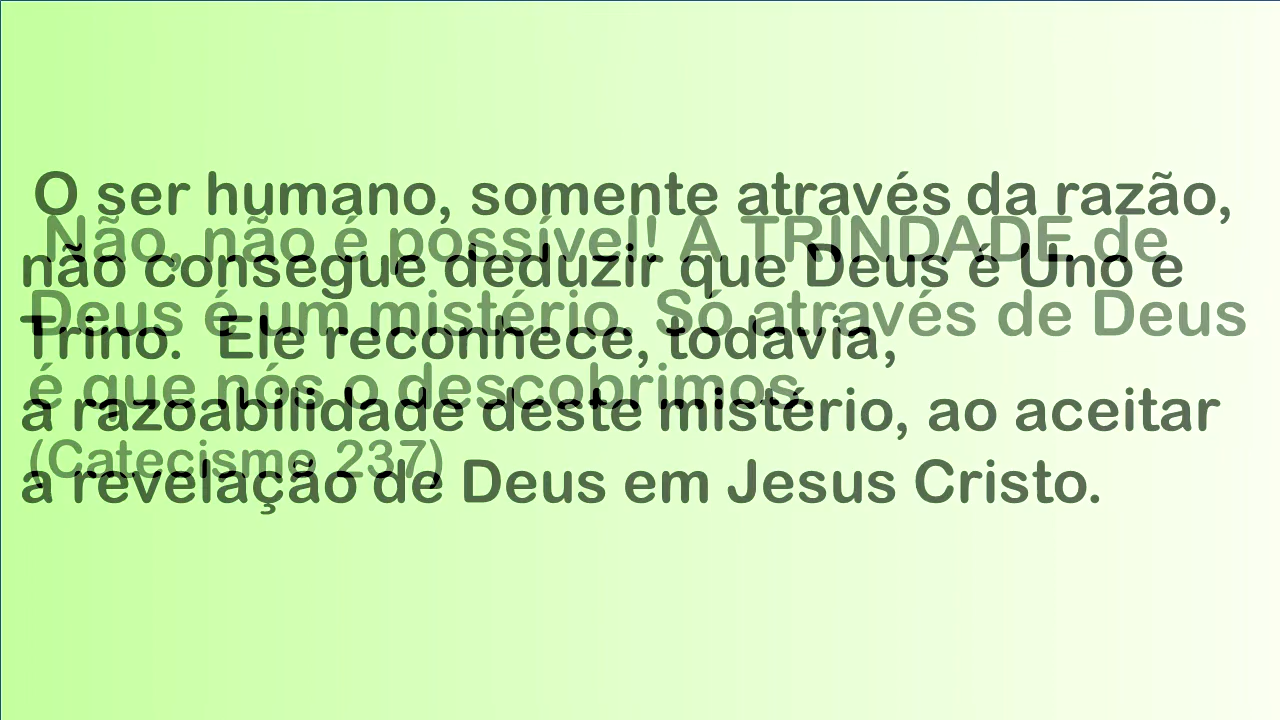 O ser humano, somente através da razão,
não consegue deduzir que Deus é Uno e
Trino. Ele reconhece, todavia,
a razoabilidade deste mistério, ao aceitar
a revelação de Deus em Jesus Cristo.
Não, não é possível! A TRINDADE de
Deus é um mistério. Só através de Deus
é que nós o descobrimos.
(Catecismo 237)